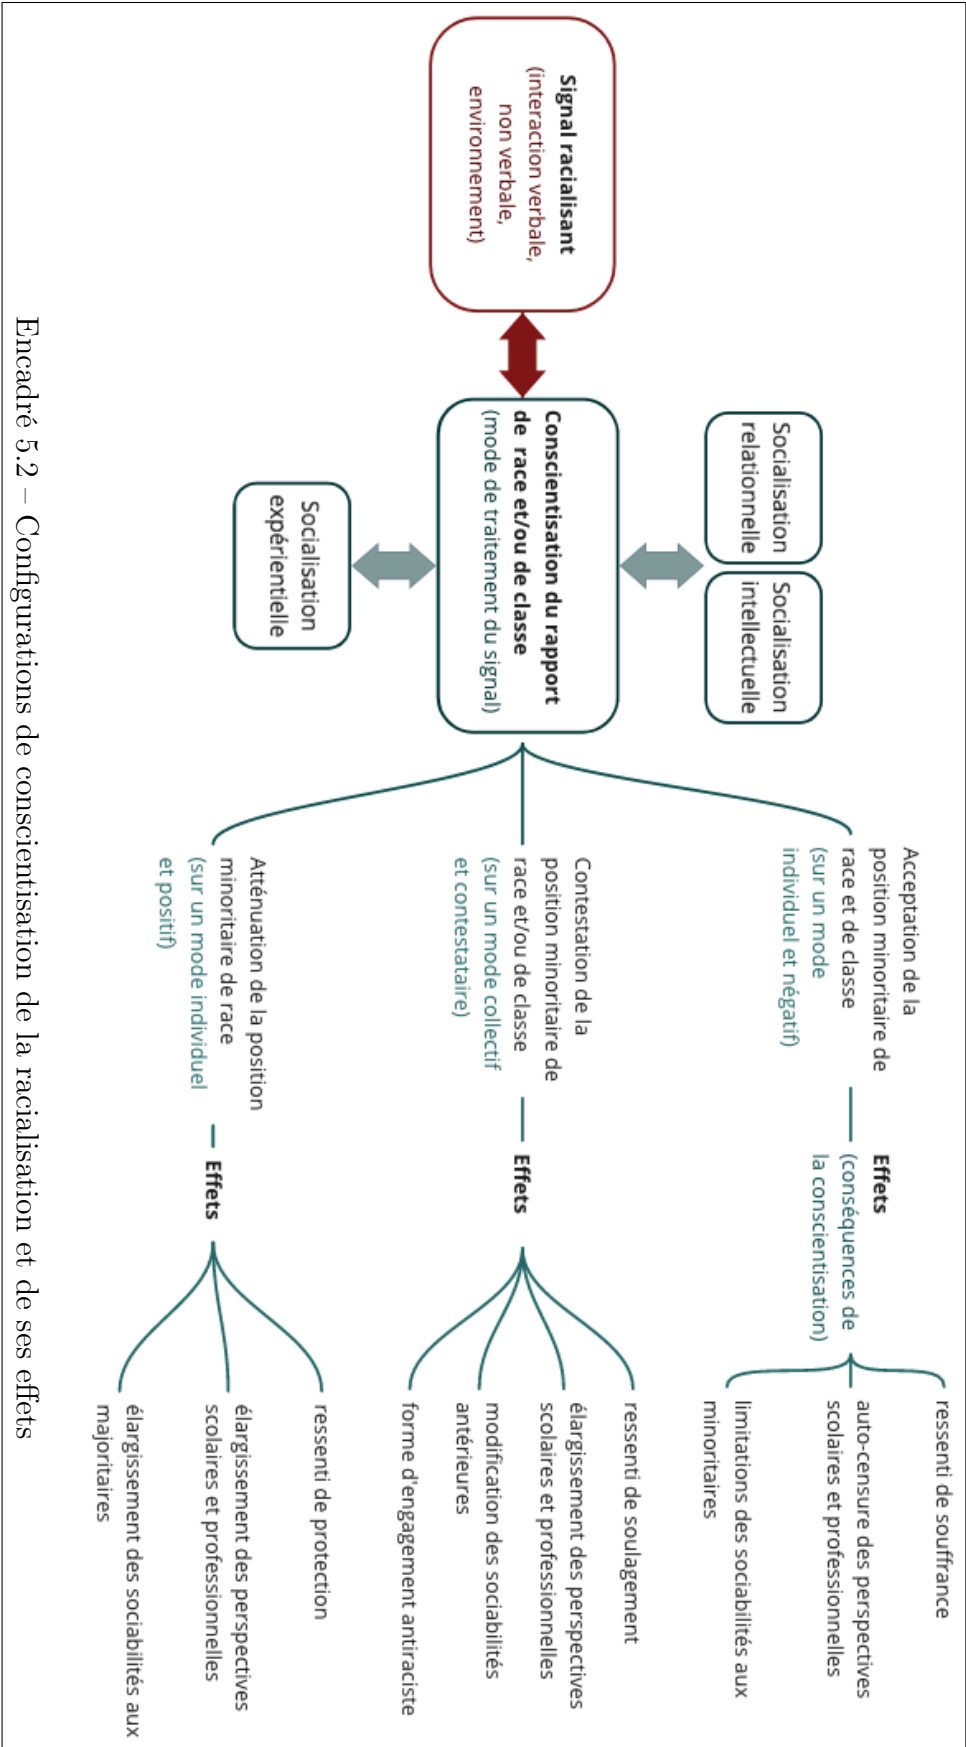 Signal racialisant
(interaction verbale,
non verbale,
environnement)
Socialisation
relationnelle
Socialisation
intellectuelle
Conscientisation du rapport
de race et/ou de classe
(mode de traitement du signal)
Socialisation
expérientielle
Acceptation de la
position minoritaire de
race et de classe
(sur un mode
individuel et négatif)
Effets
(conséquences de
la conscientisation)
ressenti de souffrance
auto-censure des perspectives
scolaires et professionnelles
limitations des sociabilités aux
minoritaires
Contestation de la
position minoritaire de
race et/ou de classe
(sur un mode collectif
et contestataire)
Effets
ressenti de soulagement
élargissement des perspectives
scolaires et professionnelles
modification des sociabilités
antérieures
forme d'engagement antiraciste
Atténuation de la position
minoritaire de race
(sur un mode individuel
et positif)
Effets
ressenti de protection
élargissement des perspectives
scolaires et professionnelles
élargissement des sociabilités aux
majoritaires
Encadré 5.2 – Configurations de conscientisation de la racialisation et de ses effets